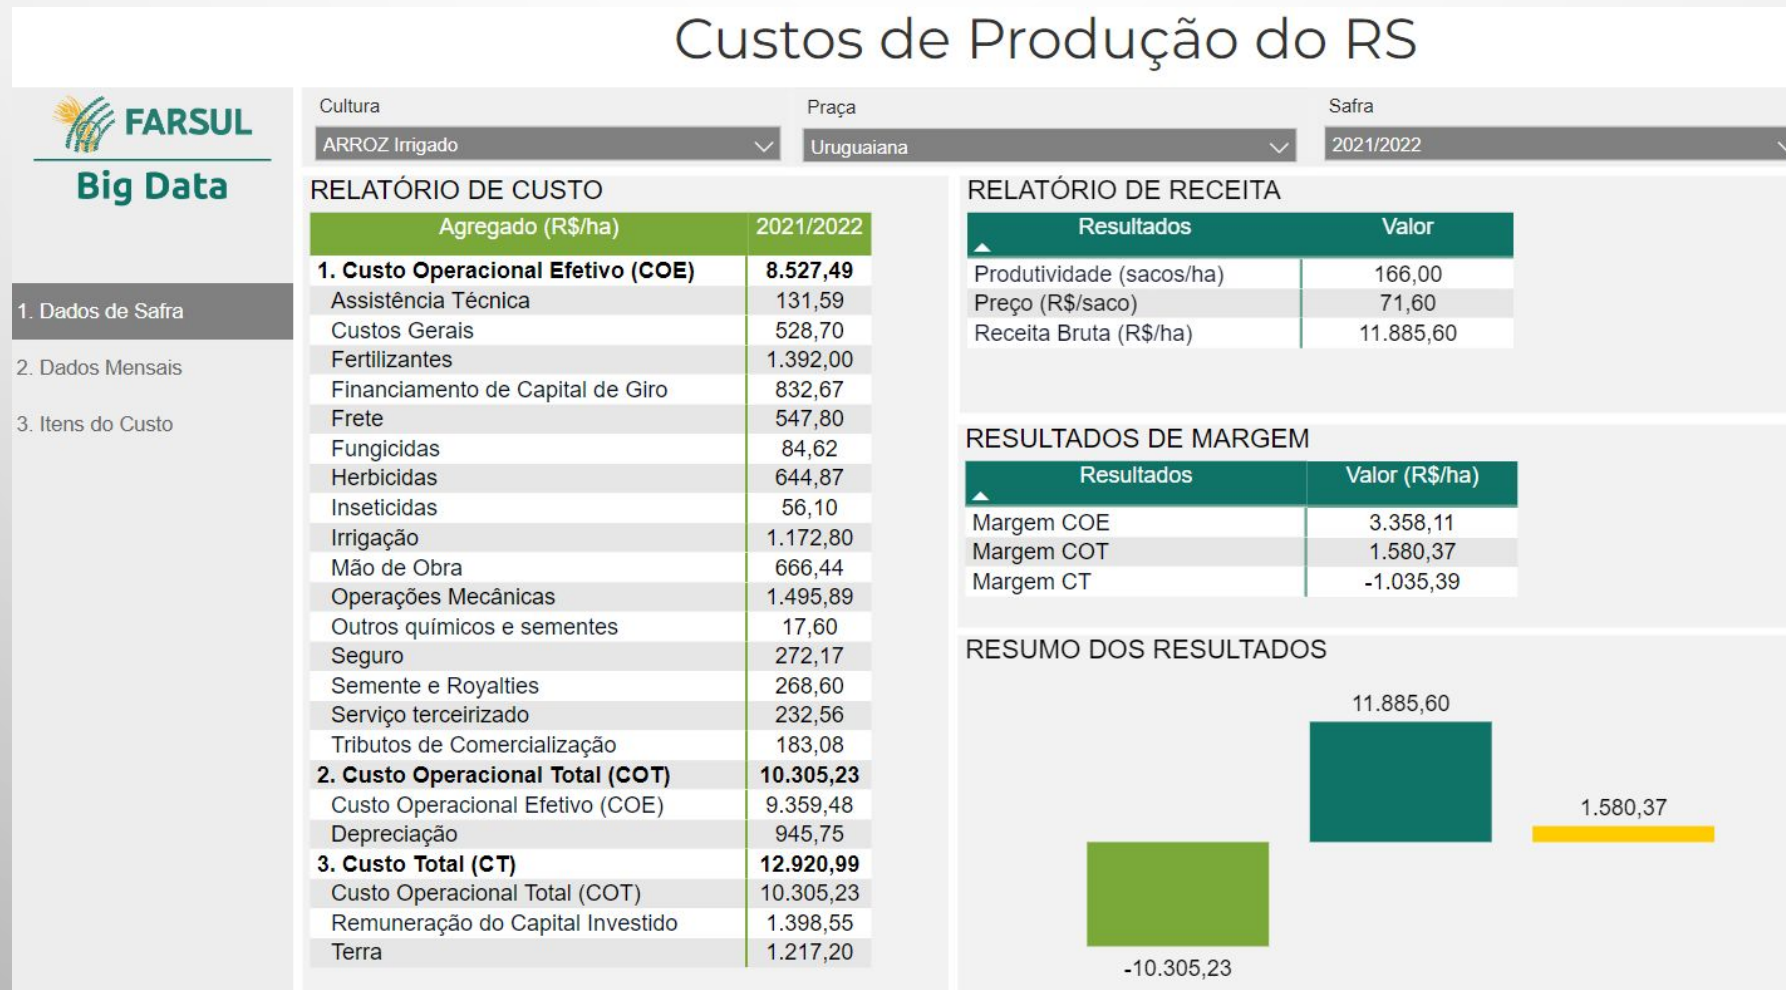 Custos de Produção do RS
FARSUL
Big Data
Cultura
ARROZ Irrigado
Praça
Uruguaiana
Safra
2021/2022
1. Dados de Safra
2. Dados Mensais
3. Itens do Custo
RELATÓRIO DE CUSTO
Agregado (R$/ha) 2021/2022
1. Custo Operacional Efetivo (COE) 8.527,49
Assistência Técnica 131,59
Custos Gerais 528,70
Fertilizantes 1.392,00
Financiamento de Capital de Giro 832,67
Frete 547,80
Fungicidas 84,62
Herbicidas 644,87
Inseticidas 56,10
Irrigação 1.172,80
Mão de Obra 666,44
Operações Mecânicas 1.495,89
Outros químicos e sementes 17,60
Seguro 272,17
Semente e Royalties 268,60
Serviço terceirizado 232,56
Tributos de Comercialização 183,08
2. Custo Operacional Total (COT) 10.305,23
Custo Operacional Efetivo (COE) 9.359,48
Depreciação 945,75
3. Custo Total (CT) 12.920,99
Custo Operacional Total (COT) 10.305,23
Remuneração do Capital Investido 1.398,55
Terra 1.217,20
RELATÓRIO DE RECEITA
Resultados Valor
Produtividade (sacos/ha) 166,00
Preço (R$/saco) 71,60
Receita Bruta (R$/ha) 11.885,60
RESULTADOS DE MARGEM
Resultados Valor (R$/ha)
Margem COE 3.358,11
Margem COT 1.580,37
Margem CT -1.035,39
RESUMO DOS RESULTADOS
11.885,60
1.580,37
-10.305,23